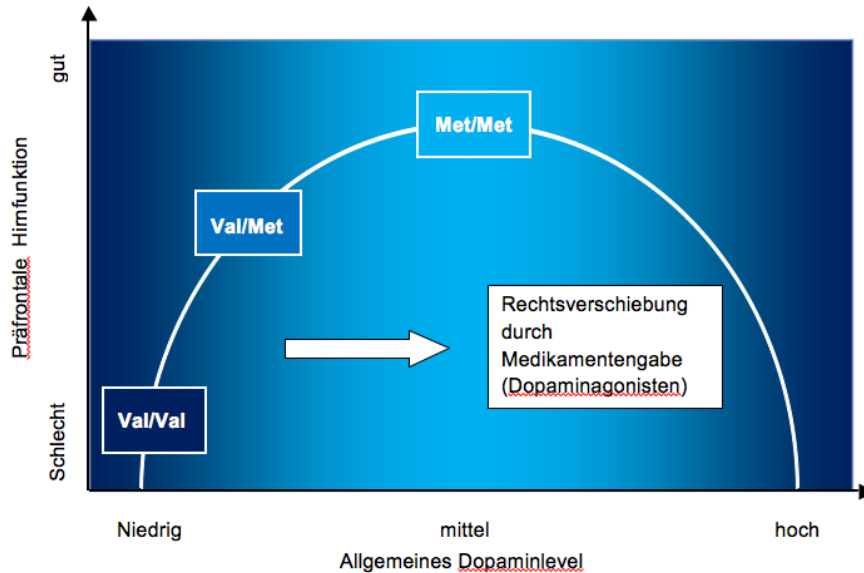 gut
Präfrontale Hirnfunktion
Schlecht
Met/Met
Val/Met
Val/Val
Rechtsverschiebung
durch
Medikamentengabe
(Dopaminagonisten)
Niedrig
mittel
hoch
Allgemeines Dopaminlevel